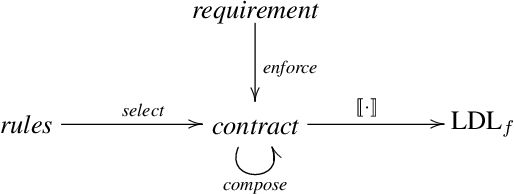 requirement
enforce
rules
select
contract
⟦·⟧
LDL_f
compose